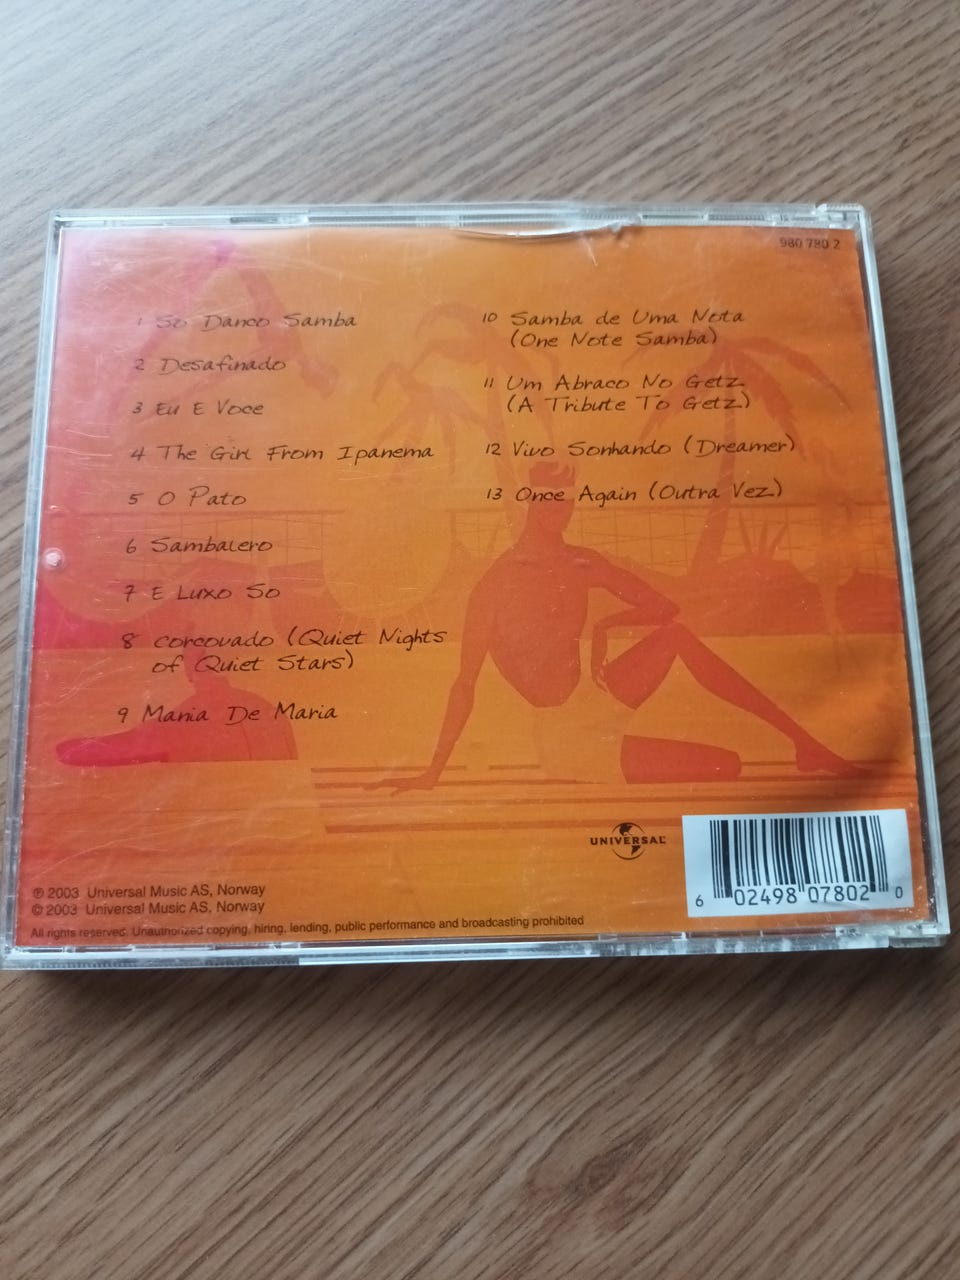 980 780 2
1 So Danco Samba
2 Desafinado
3 Eu E Voce
4 The Girl From Ipanema
5 O Pato
6 Sambalero
7 E Luxo So
8 Corcovado (Quiet Nights
of Quiet Stars)
9 Mania De Maria
10 Samba de Uma Nota
(One Note Samba)
11 Um Abraco No Getz
(A Tribute To Getz)
12 Vivo Sonhando (Dreamer)
13 Once Again (Outra Vez)
UNIVERSAL
℗ 2003 Universal Music AS, Norway
© 2003 Universal Music AS, Norway
All rights reserved. Unauthorized copying, hiring, lending, public performance and broadcasting prohibited
6 02498 07802 0